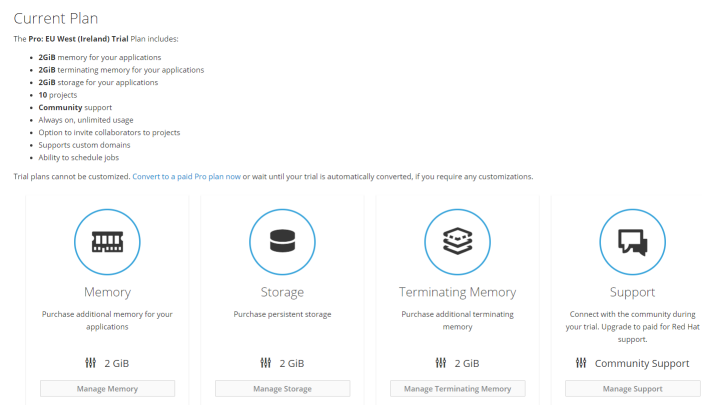 Current Plan
The Pro: EU West (Ireland) Trial Plan includes:
• 2GiB memory for your applications
• 2GiB terminating memory for your applications
• 2GiB storage for your applications
• 10 projects
• Community support
• Always on, unlimited usage
• Option to invite collaborators to projects
• Supports custom domains
• Ability to schedule jobs
Trial plans cannot be customized. Convert to a paid Pro plan now or wait until your trial is automatically converted, if you require any customizations.
Memory
Purchase additional memory for your
applications
2 GiB
Manage Memory
Storage
Purchase persistent storage
2 GiB
Manage Storage
Terminating Memory
Purchase additional terminating
memory
2 GiB
Manage Terminating Memory
Support
Connect with the community during
your trial. Upgrade to paid for Red Hat
support.
Community Support
Manage Support